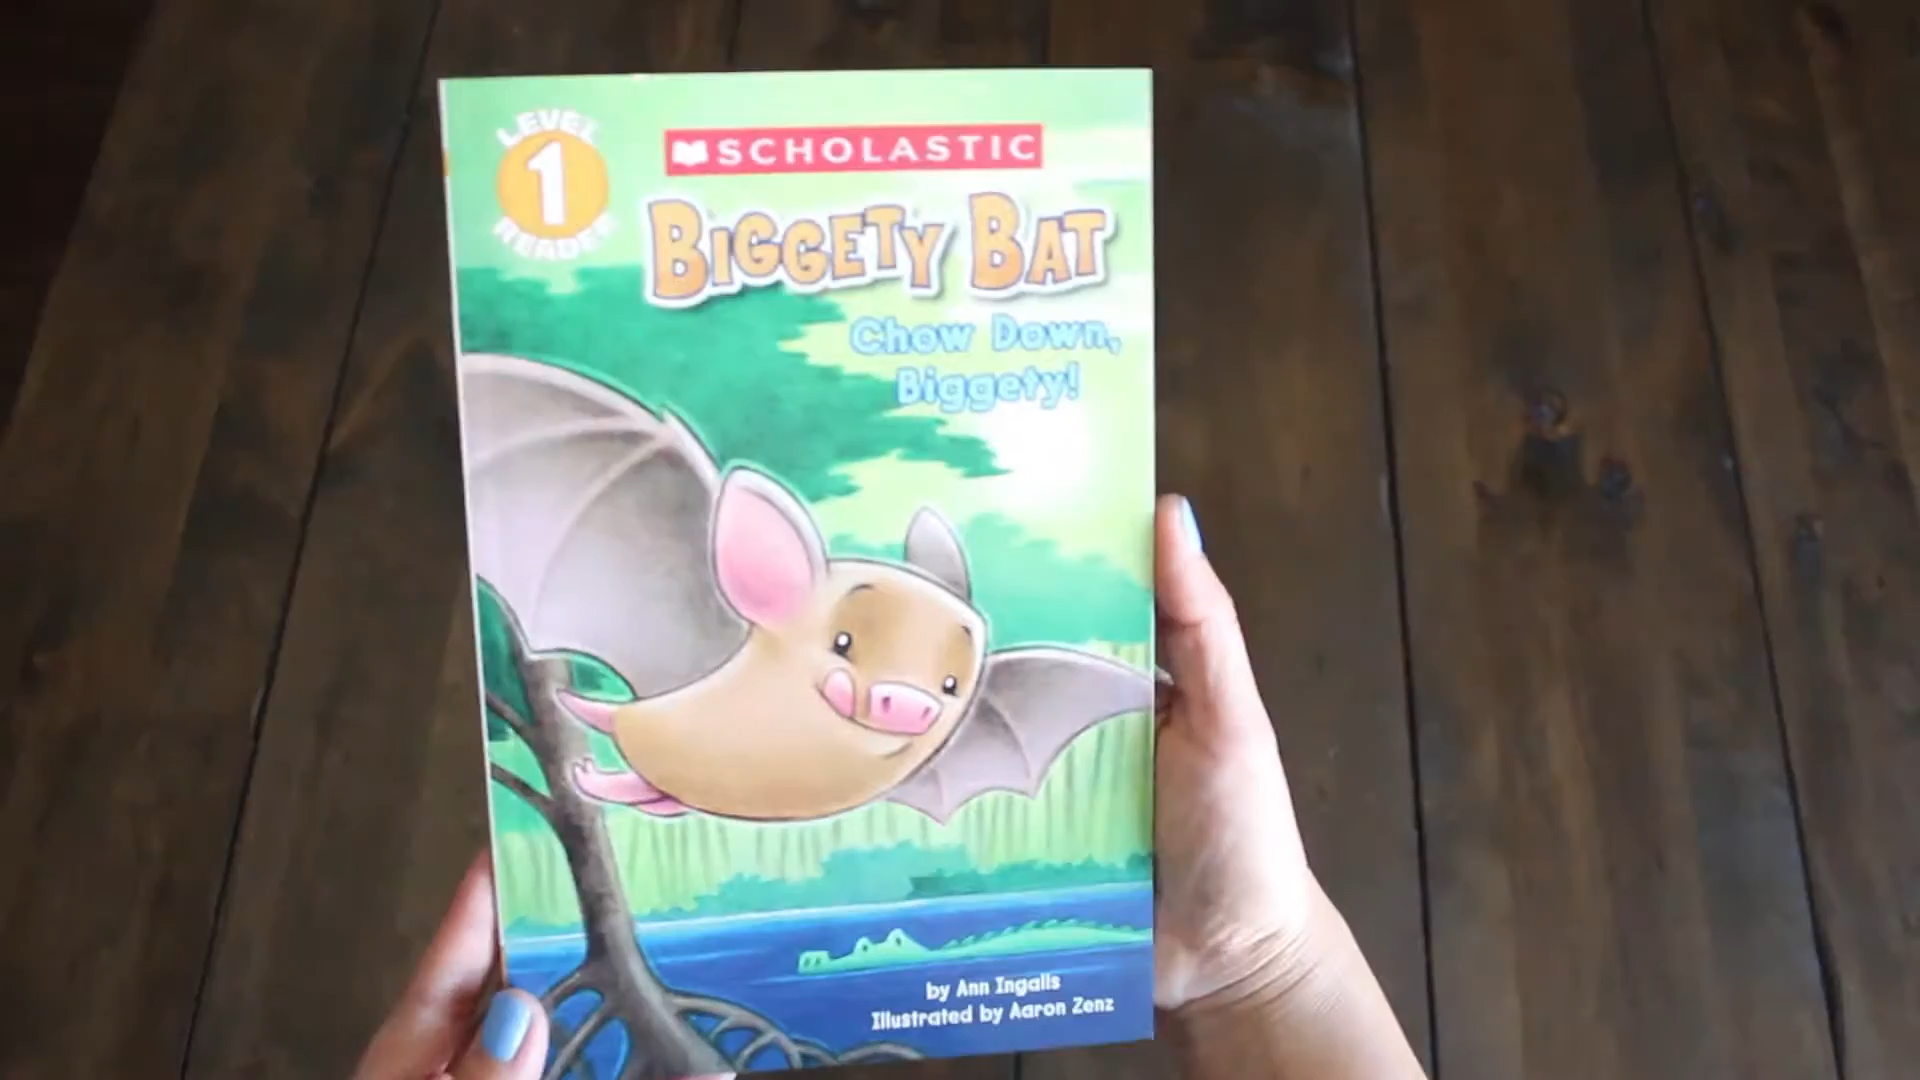 LEVEL
1
READER
SCHOLASTIC
BIGGETY BAT
Chow Down,
Biggety!
by Ann Ingalls
Illustrated by Aaron Zenz